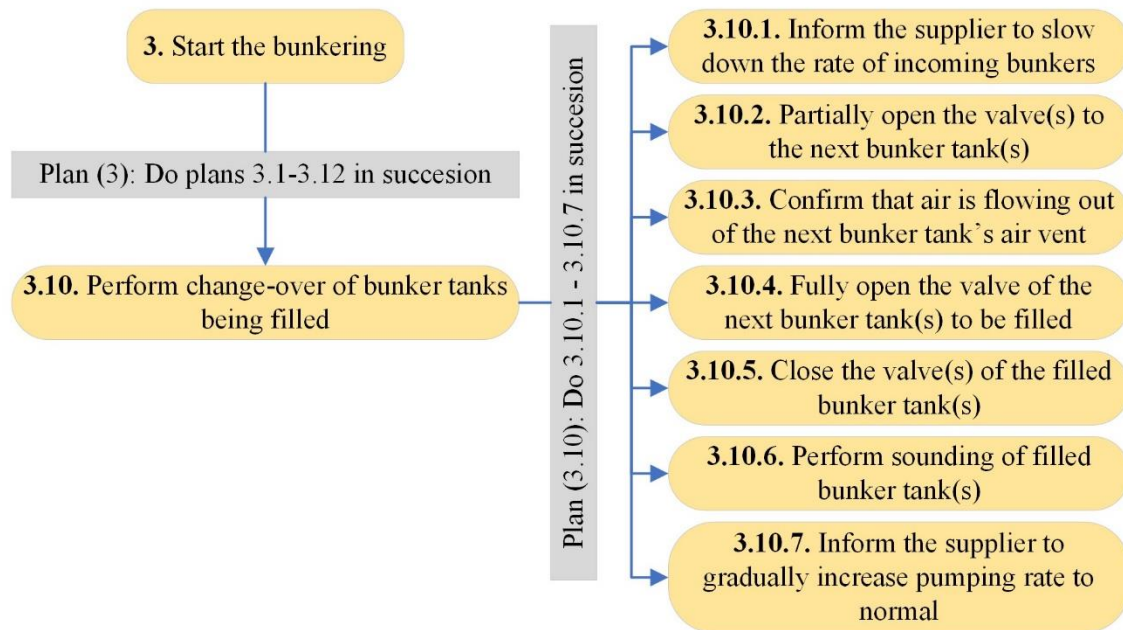 3. Start the bunkering
Plan (3): Do plans 3.1-3.12 in succesion
3.10. Perform change-over of bunker tanks
being filled
Plan (3.10): Do 3.10.1 - 3.10.7 in succesion
3.10.1. Inform the supplier to slow
down the rate of incoming bunkers
3.10.2. Partially open the valve(s) to
the next bunker tank(s)
3.10.3. Confirm that air is flowing out
of the next bunker tank`s air vent
3.10.4. Fully open the valve of the
next bunker tank(s) to be filled
3.10.5. Close the valve(s) of the filled
bunker tank(s)
3.10.6. Perform sounding of filled
bunker tank(s)
3.10.7. Inform the supplier to
gradually increase pumping rate to
normal